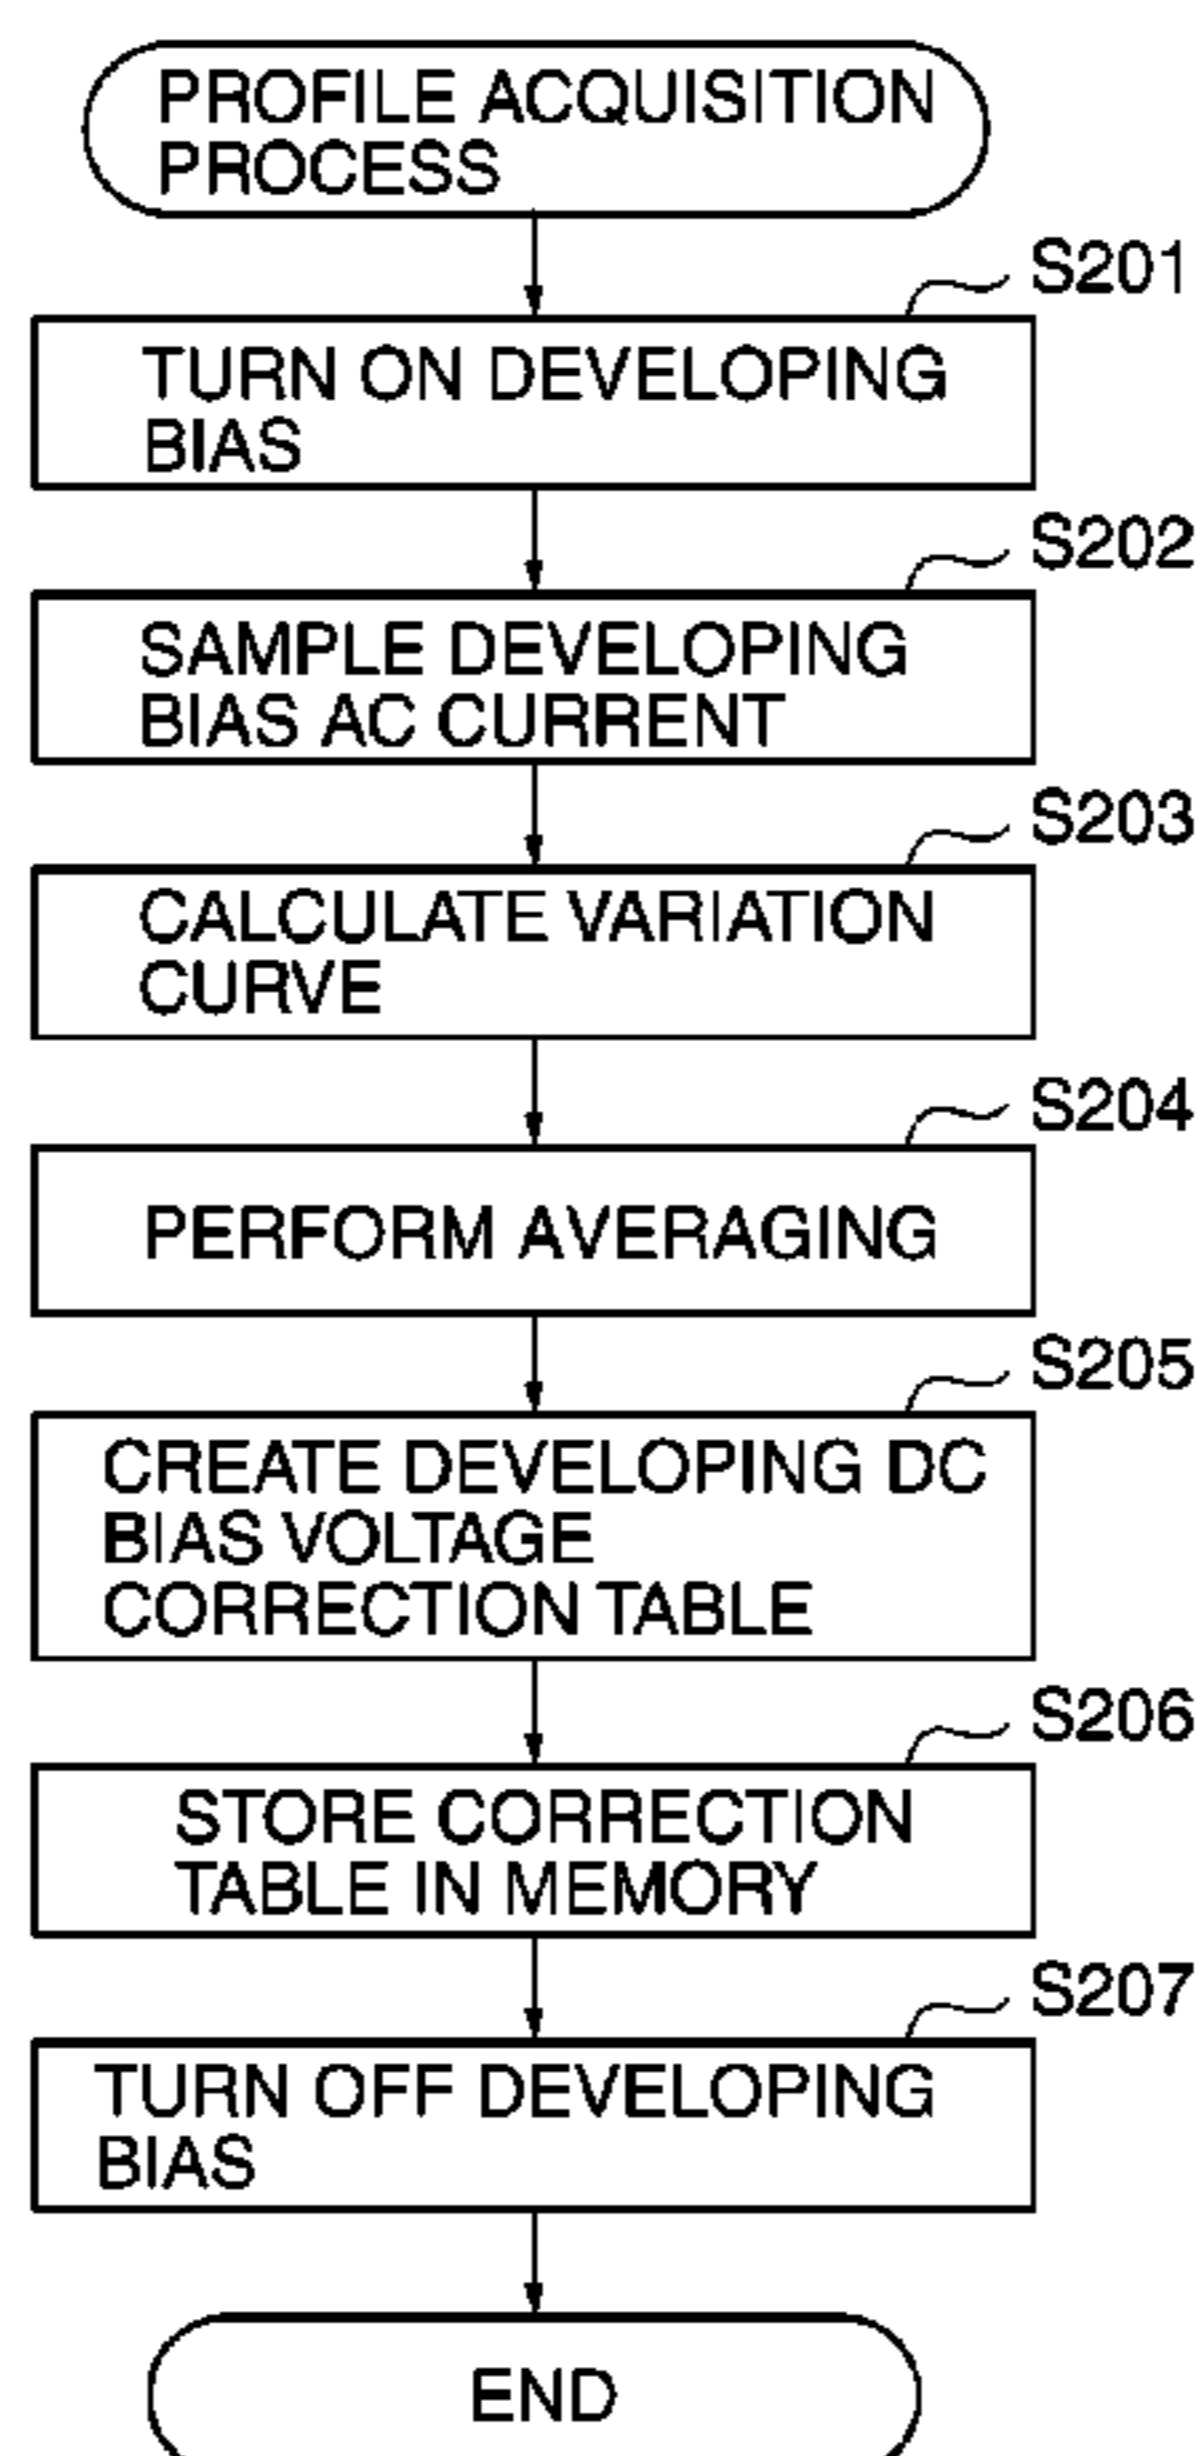 PROFILE ACQUISITION
PROCESS
S201
TURN ON DEVELOPING
BIAS
S202
SAMPLE DEVELOPING
BIAS AC CURRENT
S203
CALCULATE VARIATION
CURVE
S204
PERFORM AVERAGING
S205
CREATE DEVELOPING DC
BIAS VOLTAGE
CORRECTION TABLE
S206
STORE CORRECTION
TABLE IN MEMORY
S207
TURN OFF DEVELOPING
BIAS
END